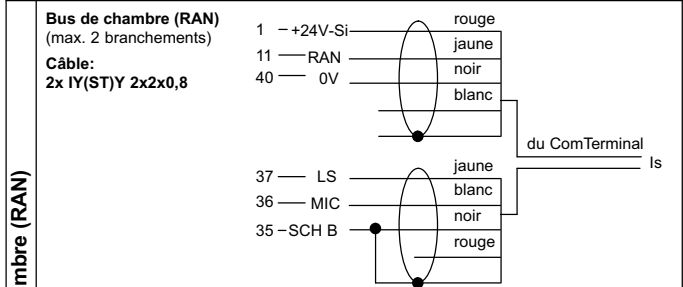 Bus de chambre (RAN)
(max. 2 branchements)
Câble:
2x IY(ST)Y 2x2x0,8
1 +24V-Si rouge
11 RAN jaune
40 0V noir
blanc
du ComTerminal
ls
37 LS jaune
36 MIC blanc
35 SCH B noir
rouge
mbre (RAN)